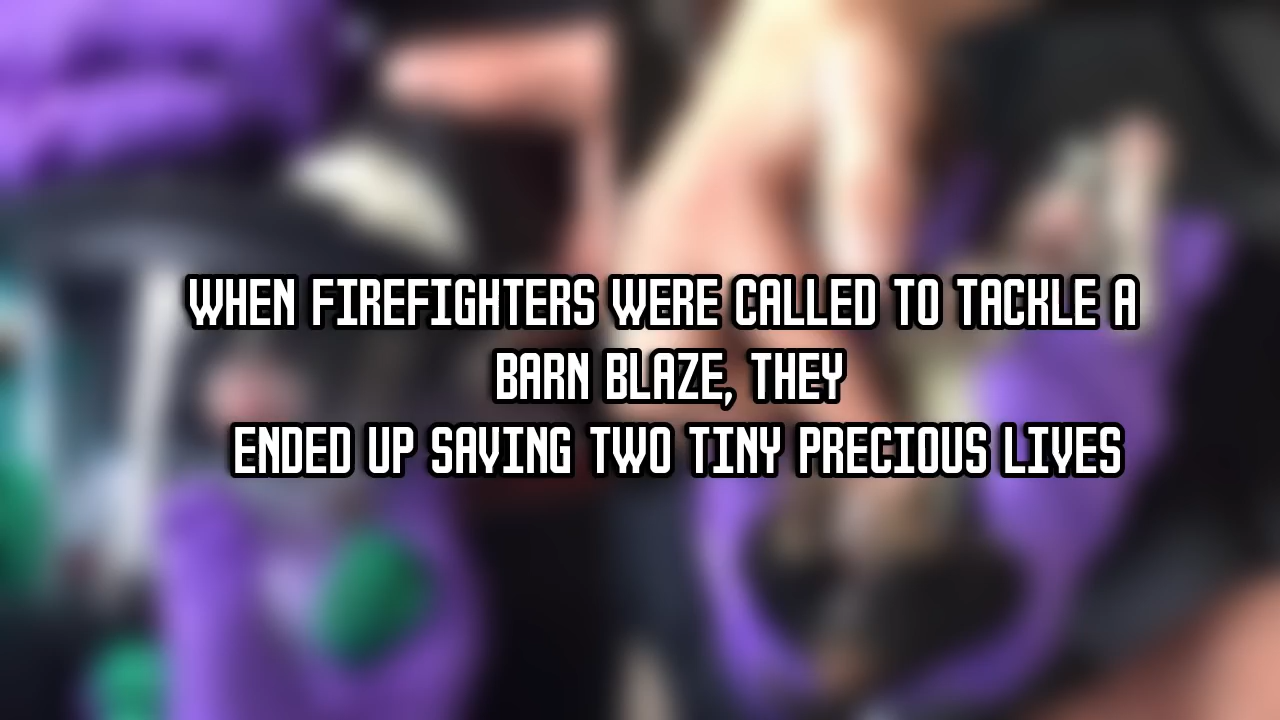 WHEN FIREFIGHTERS WERE CALLED TO TACKLE A
BARN BLAZE, THEY
ENDED UP SAVING TWO TINY PRECIOUS LIVES